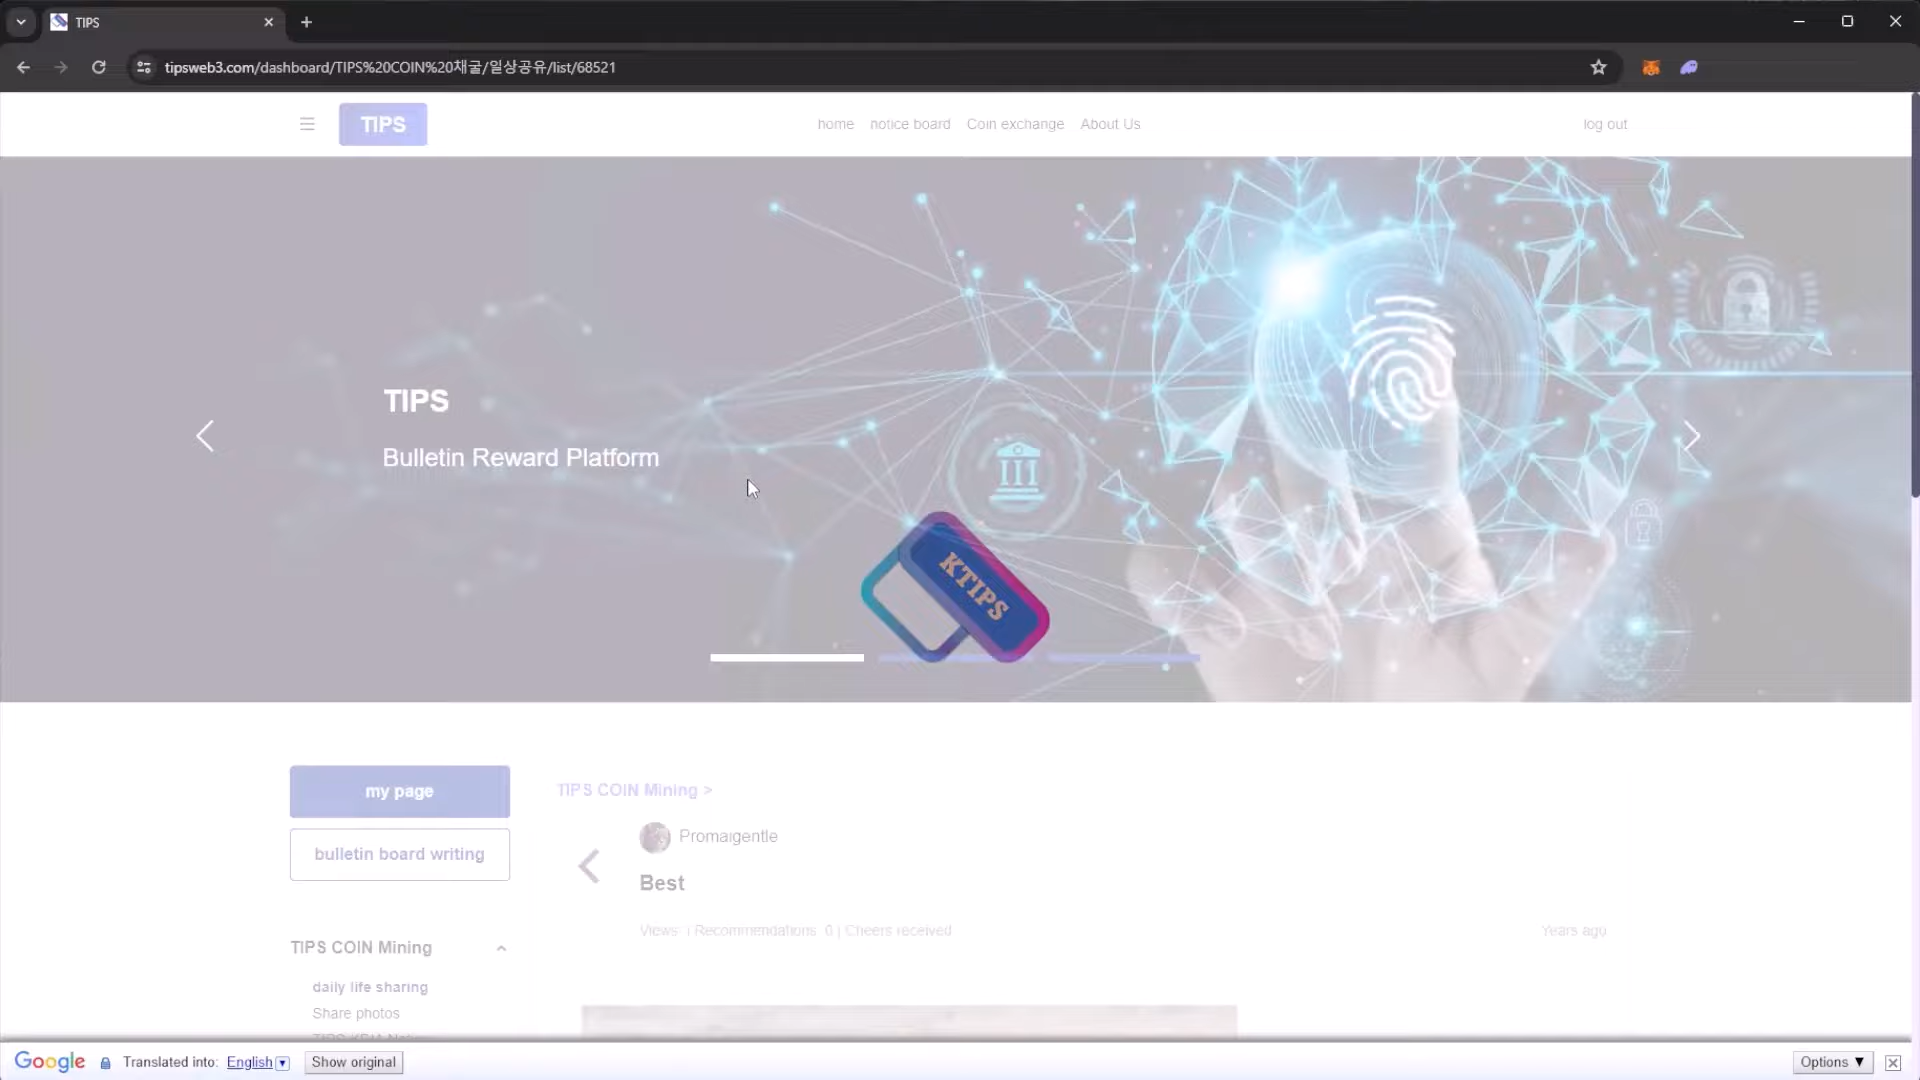 TIPS
tipsweb3.com/dashboard/TIPS%20COIN%20채굴/일상공유/list/68521
TIPS
home
notice board
Coin exchange
About Us
log out
TIPS
Bulletin Reward Platform
KTIPS
my page
bulletin board writing
TIPS COIN Mining >
Promaigentle
Best
Views: 1 Recommendations: 0 | Cheers received
Years ago
TIPS COIN Mining
daily life sharing
Share photos
Google
Translated into: English
Show original
Options ▼